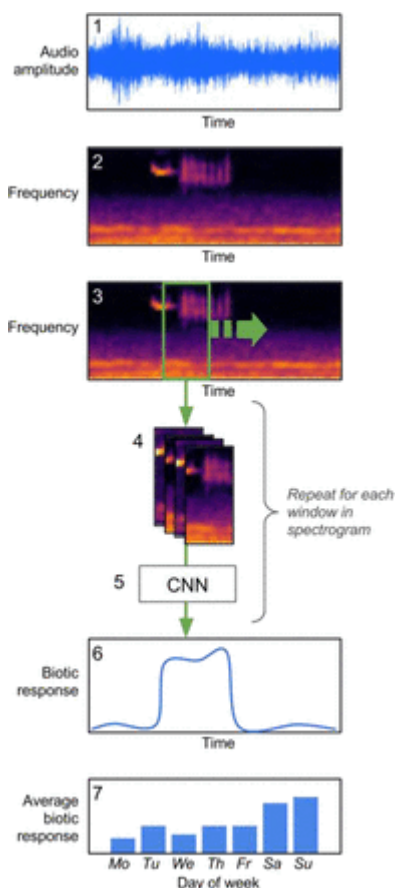 1
Audio
amplitude
Time
2
Frequency
Time
3
Frequency
Time
4
Repeat for each
window in
spectrogram
5
CNN
6
Biotic
response
Time
7
Average
biotic
response
Mo Tu We Th Fr Sa Su
Day of week